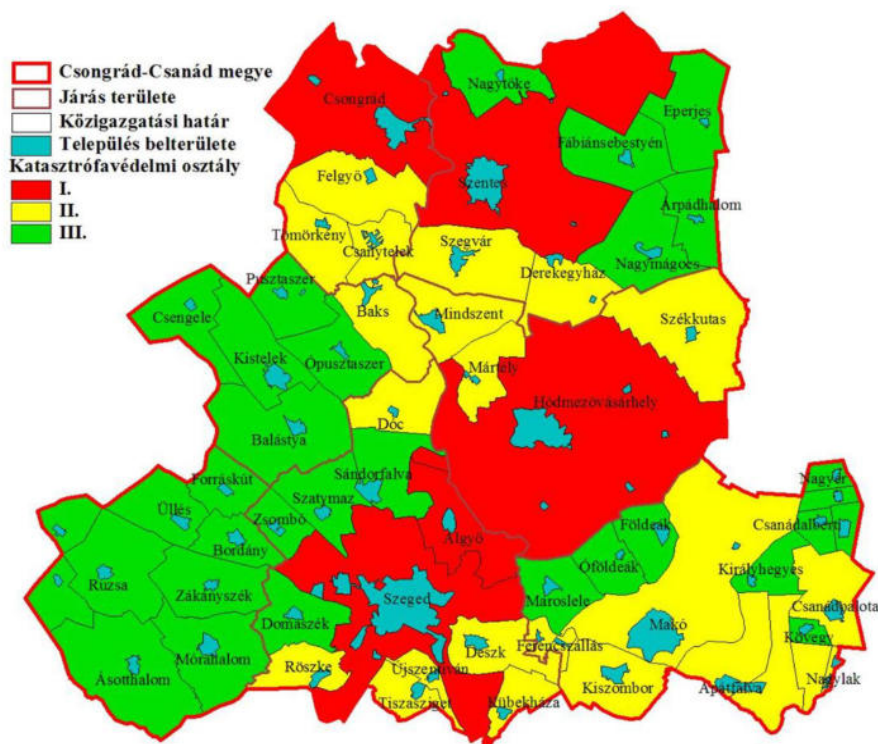 Csongrád-Csanád megye
Járás területe
Közigazgatási határ
Település belterülete
Katasztrófavédelmi osztály
I.
II.
III.
Csongrád
Nagytőke
Eperjes
Fábiánsebestyén
Szentes
Felgyő
Árpádhalom
Tömörkény
Csanytelek
Szegvár
Derekegyház
Nagymágocs
Pusztaszer
Csengele
Baks
Mindszent
Székkutas
Kistelek
Ópusztaszer
Mártély
Hódmezővásárhely
Dóc
Balástya
Sándorfalva
Forráskút
Szatymaz
Nagyér
Üllés
Zsombó
Algyő
Földeák
Csanádalberti
Bordány
Óföldeák
Királyhegyes
Ruzsa
Zákányszék
Szeged
Maroslele
Csanádpalota
Domaszék
Makó
Kövegy
Mórahalom
Deszk
Ferencszállás
Ásotthalom
Röszke
Újszentiván
Kiszombor
Apátfalva
Nagylak
Tiszasziget
Kübekháza